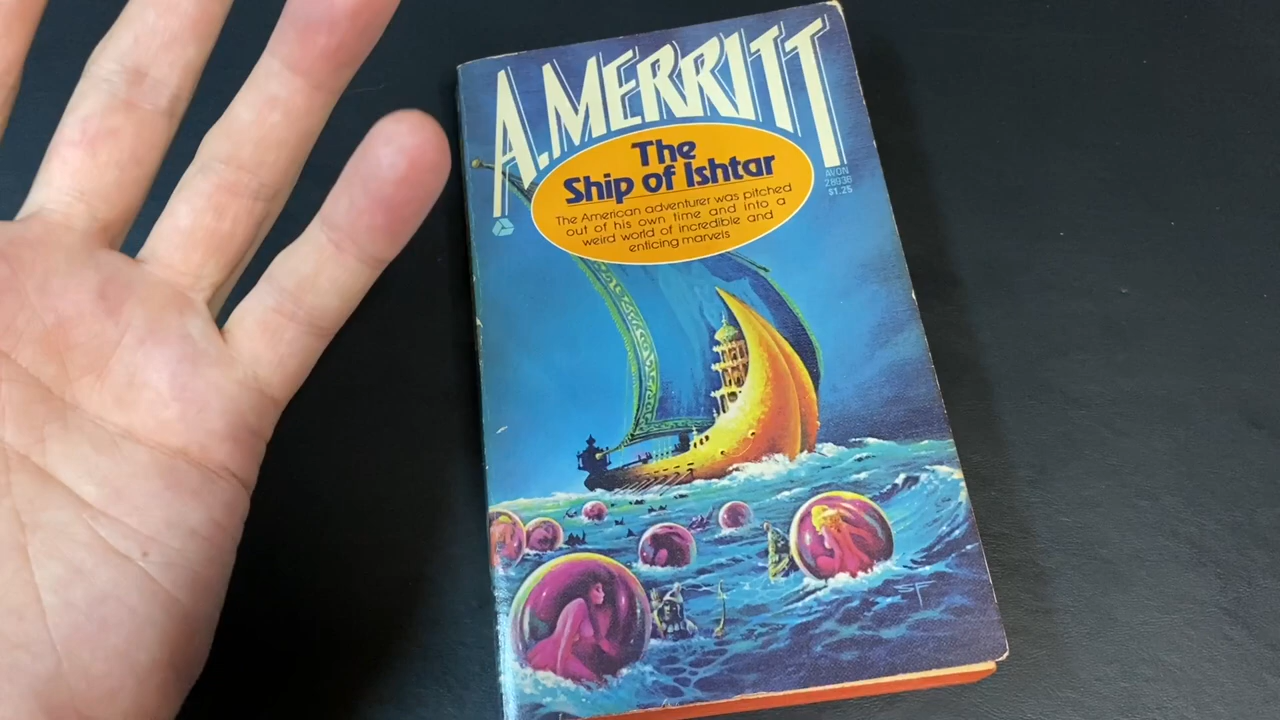 A. MERRITT
The
Ship of Ishtar
The American adventurer was pitched
out of his own time and into a
weird world of incredible and
enticing marvels
AVON
28036
$1.25